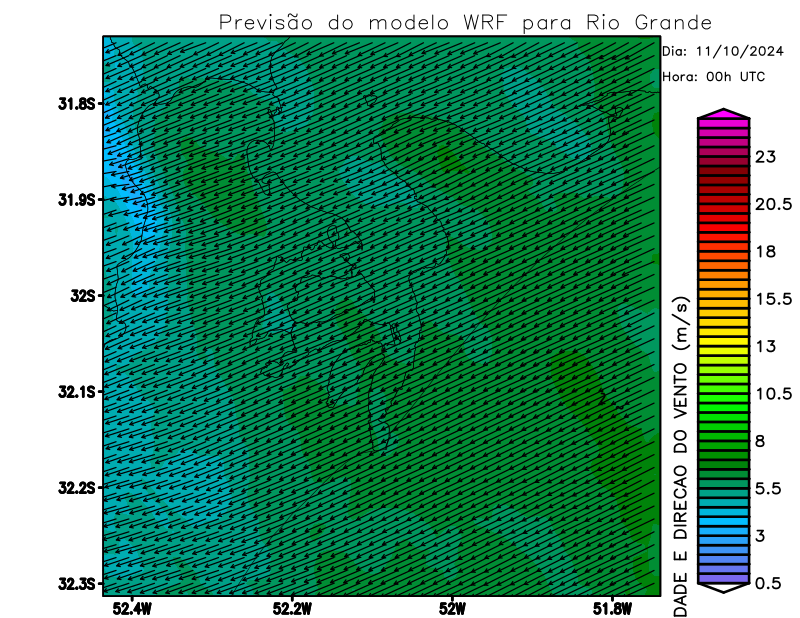 Previsão do modelo WRF para Rio Grande
Dia: 11/10/2024
Hora: 00h UTC
31.8S
31.9S
32S
32.1S
32.2S
32.3S
52.4W
52.2W
52W
51.8W
DADE E DIRECAO DO VENTO (m/s)
23
20.5
18
15.5
13
10.5
8
5.5
3
0.5